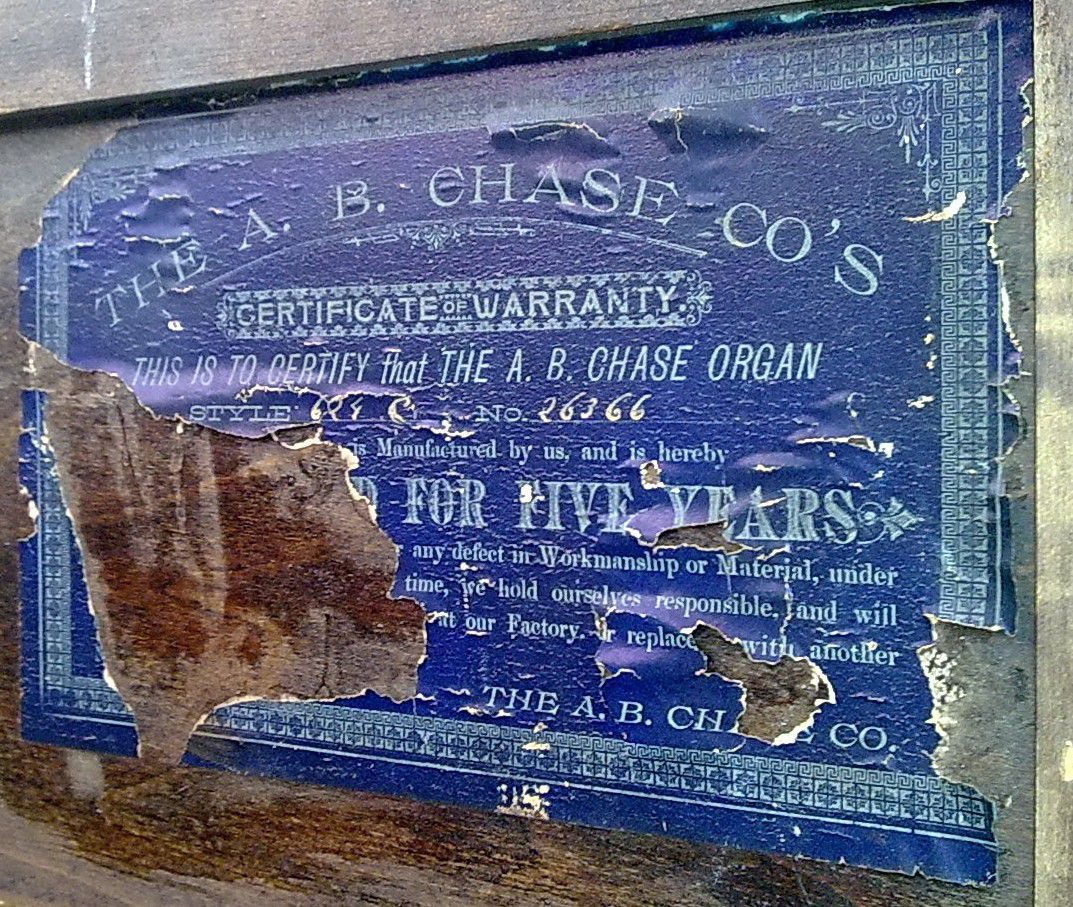 THE A. B. CHASE CO'S
CERTIFICATE OF WARRANTY.
THIS IS TO CERTIFY that THE A. B. CHASE ORGAN
STYLE C No. 26366
is Manufactured by us, and is hereby
FOR FIVE YEARS
any defect in Workmanship or Material, under
time, we hold ourselves responsible, and will
at our Factory. or replace with another
THE A. B. CHASE CO.